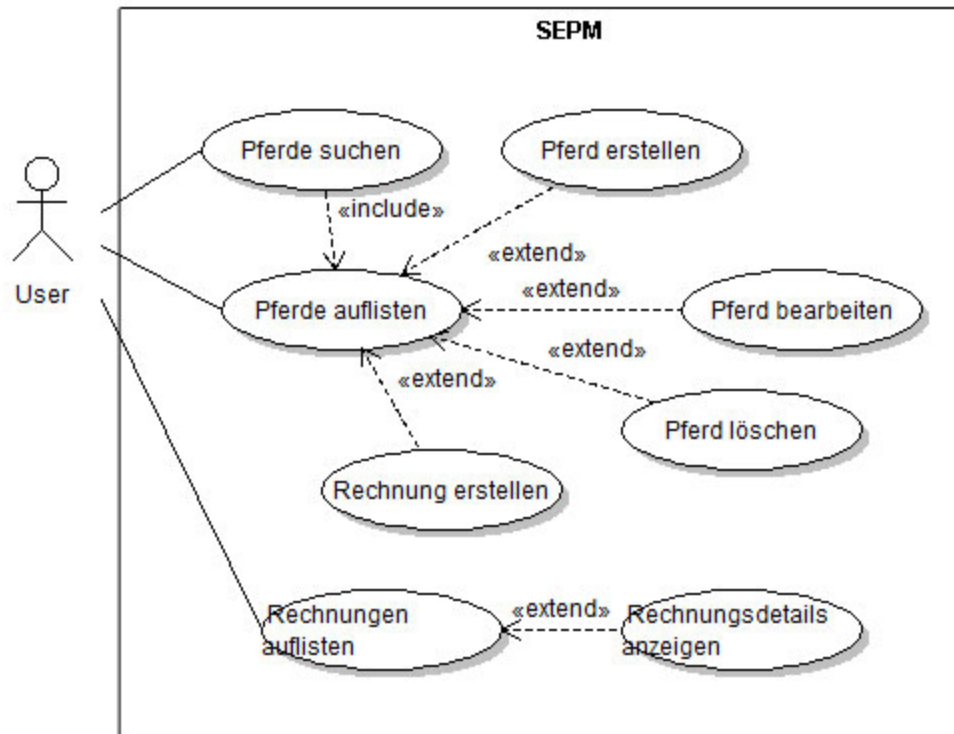 SEPM
Pferde suchen
Pferd erstellen
«include»
User
«extend»
«extend»
Pferde auflisten
Pferd bearbeiten
«extend»
«extend»
Pferd löschen
Rechnung erstellen
Rechnungen
auflisten
«extend»
Rechnungsdetails
anzeigen